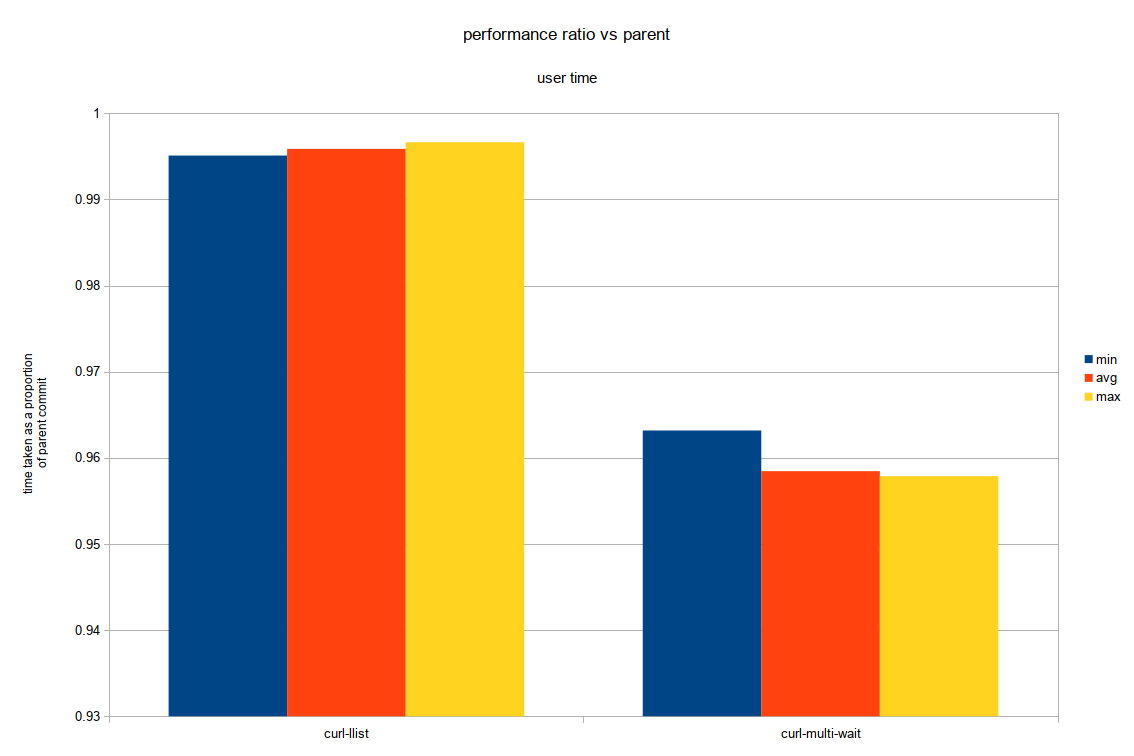 performance ratio vs parent
user time
time taken as a proportion
of parent commit
1
0.99
0.98
0.97
0.96
0.95
0.94
0.93
curl-llist
curl-multi-wait
min
avg
max